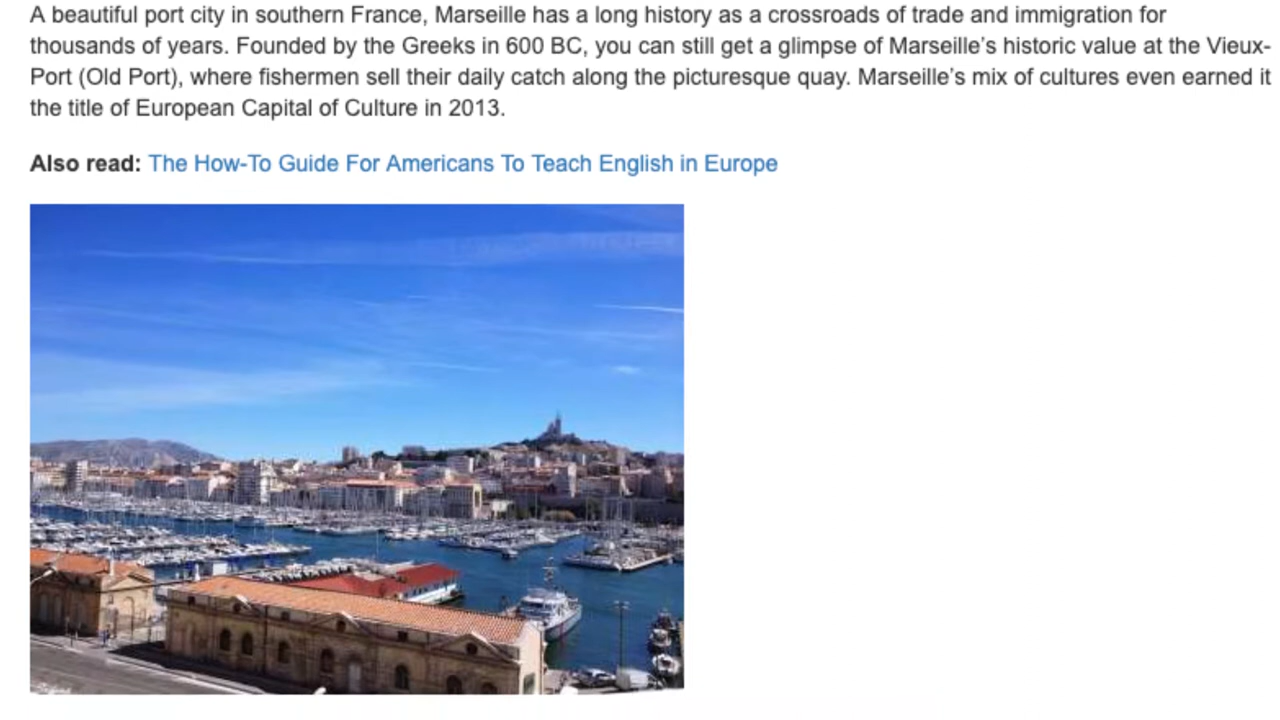 A beautiful port city in southern France, Marseille has a long history as a crossroads of trade and immigration for
thousands of years. Founded by the Greeks in 600 BC, you can still get a glimpse of Marseille’s historic value at the Vieux-
Port (Old Port), where fishermen sell their daily catch along the picturesque quay. Marseille’s mix of cultures even earned it
the title of European Capital of Culture in 2013.
Also read: The How-To Guide For Americans To Teach English in Europe